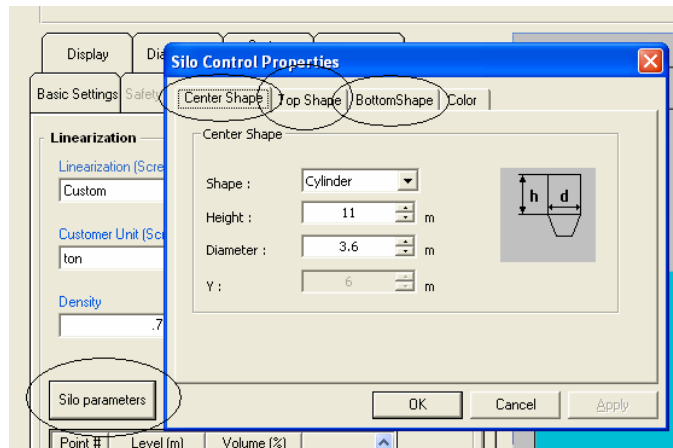 Display
Silo Control Properties
Basic Settings Safety
Center Shape Top Shape BottomShape Color
Linearization
Center Shape
Linearization (Scre
Custom
Shape : Cylinder
h d
Height : 11 m
Customer Unit (Scr
ton
Diameter : 3.6 m
Y : 6 m
Density
.7
Silo parameters
OK Cancel Apply
Point # Level (m) Volume (%)